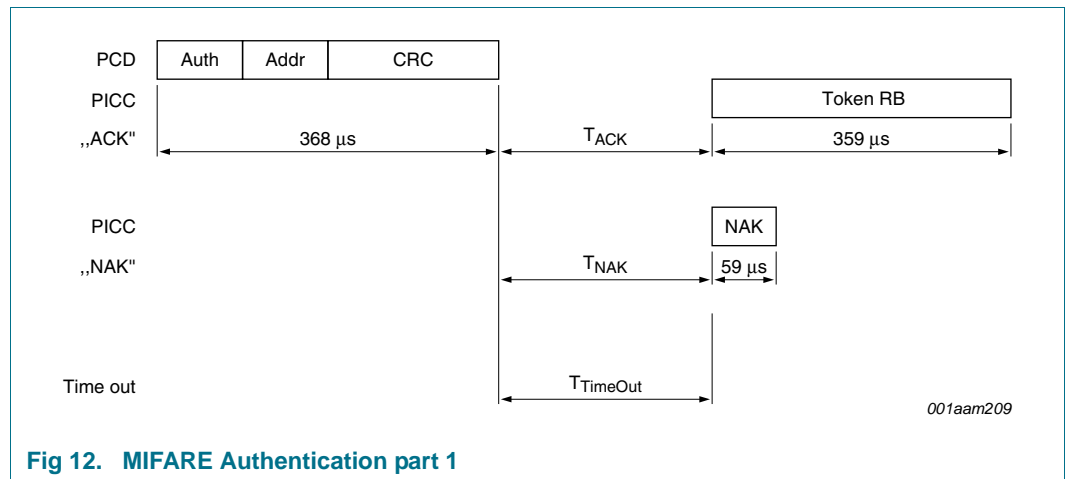 PCD Auth Addr CRC
PICC Token RB
,,ACK" 368 µs TACK 359 µs
PICC NAK
,,NAK" TNAK 59 µs
Time out TTimeOut
001aam209
Fig 12. MIFARE Authentication part 1